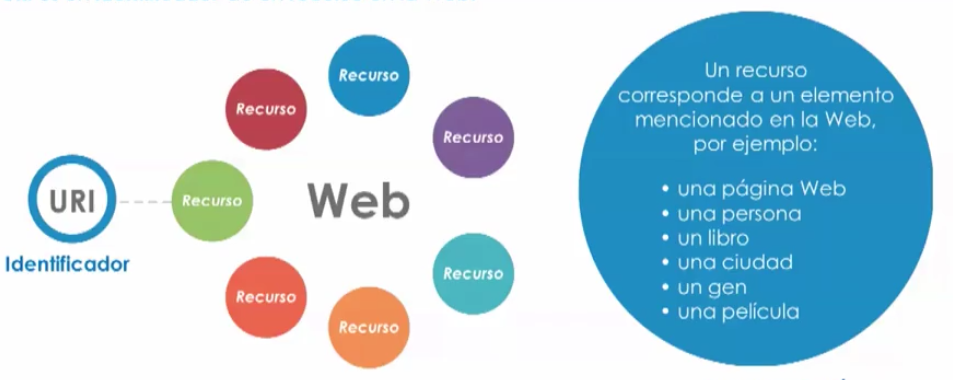 Recurso
Recurso
Recurso
URI
Recurso
Web
Identificador
Recurso
Recurso
Recurso
Un recurso
corresponde a un elemento
mencionado en la Web,
por ejemplo:
• una página Web
• una persona
• un libro
• una ciudad
• un gen
• una película